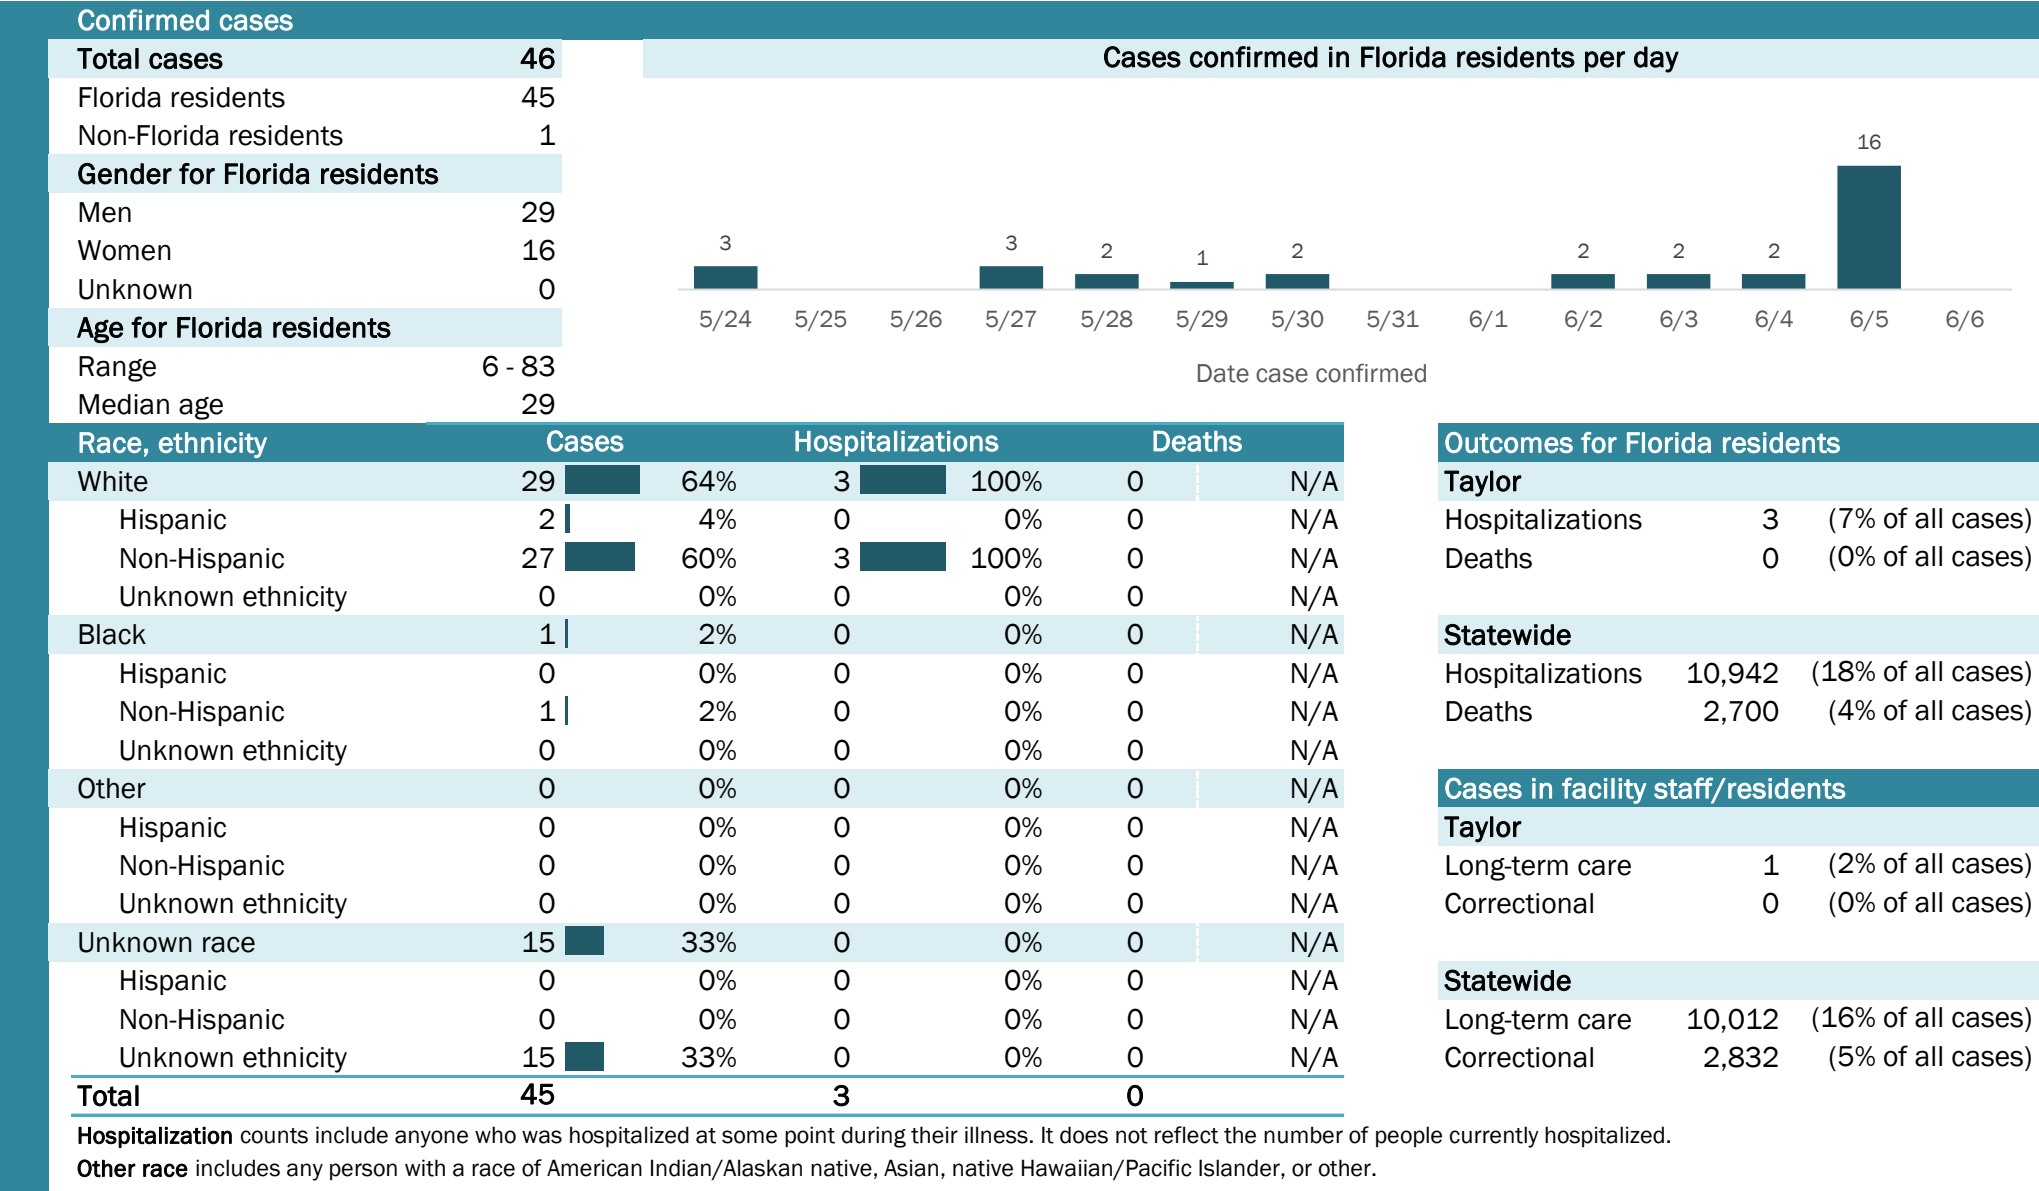 Confirmed cases
Total cases 46
Florida residents 45
Non-Florida residents 1
Gender for Florida residents
Men 29
Women 16
Unknown 0
Age for Florida residents
Range 6 - 83
Median age 29
Cases confirmed in Florida residents per day
3 3 2 1 2 2 2 2 16
5/24 5/25 5/26 5/27 5/28 5/29 5/30 5/31 6/1 6/2 6/3 6/4 6/5 6/6
Date case confirmed
Race, ethnicity Cases Hospitalizations Deaths
White 29 64% 3 100% 0 N/A
Hispanic 2 4% 0 0% 0 N/A
Non-Hispanic 27 60% 3 100% 0 N/A
Unknown ethnicity 0 0% 0 0% 0 N/A
Black 1 2% 0 0% 0 N/A
Hispanic 0 0% 0 0% 0 N/A
Non-Hispanic 1 2% 0 0% 0 N/A
Unknown ethnicity 0 0% 0 0% 0 N/A
Other 0 0% 0 0% 0 N/A
Hispanic 0 0% 0 0% 0 N/A
Non-Hispanic 0 0% 0 0% 0 N/A
Unknown ethnicity 0 0% 0 0% 0 N/A
Unknown race 15 33% 0 0% 0 N/A
Hispanic 0 0% 0 0% 0 N/A
Non-Hispanic 0 0% 0 0% 0 N/A
Unknown ethnicity 15 33% 0 0% 0 N/A
Total 45 3 0
Outcomes for Florida residents
Taylor
Hospitalizations 3 (7% of all cases)
Deaths 0 (0% of all cases)
Statewide
Hospitalizations 10,942 (18% of all cases)
Deaths 2,700 (4% of all cases)
Cases in facility staff/residents
Taylor
Long-term care 1 (2% of all cases)
Correctional 0 (0% of all cases)
Statewide
Long-term care 10,012 (16% of all cases)
Correctional 2,832 (5% of all cases)
Hospitalization counts include anyone who was hospitalized at some point during their illness. It does not reflect the number of people currently hospitalized.
Other race includes any person with a race of American Indian/Alaskan native, Asian, native Hawaiian/Pacific Islander, or other.